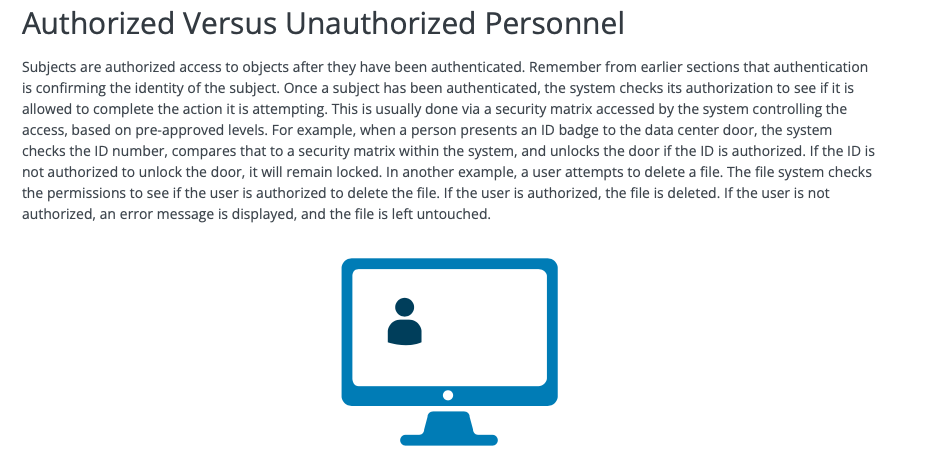 Authorized Versus Unauthorized Personnel
Subjects are authorized access to objects after they have been authenticated. Remember from earlier sections that authentication
is confirming the identity of the subject. Once a subject has been authenticated, the system checks its authorization to see if it is
allowed to complete the action it is attempting. This is usually done via a security matrix accessed by the system controlling the
access, based on pre-approved levels. For example, when a person presents an ID badge to the data center door, the system
checks the ID number, compares that to a security matrix within the system, and unlocks the door if the ID is authorized. If the ID is
not authorized to unlock the door, it will remain locked. In another example, a user attempts to delete a file. The file system checks
the permissions to see if the user is authorized to delete the file. If the user is authorized, the file is deleted. If the user is not
authorized, an error message is displayed, and the file is left untouched.